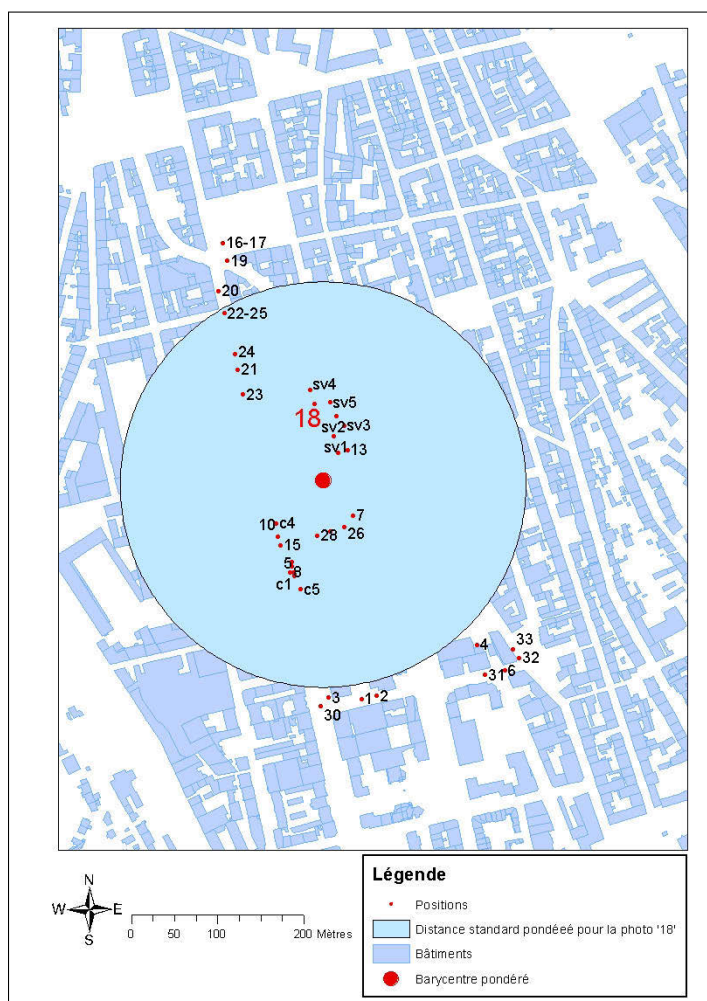 16-17
19
20
22-25
24
21
23
sv4
sv5
18
sv2
sv3
sv1
13
7
10
c4
28
26
15
5
8
c1
c5
4
33
32
6
31
3
1
2
30
N
W
E
S
0
50
100
200 Mètres
Légende
Positions
Distance standard pondéeé pour la photo '18'
Bâtiments
Barycentre pondéré